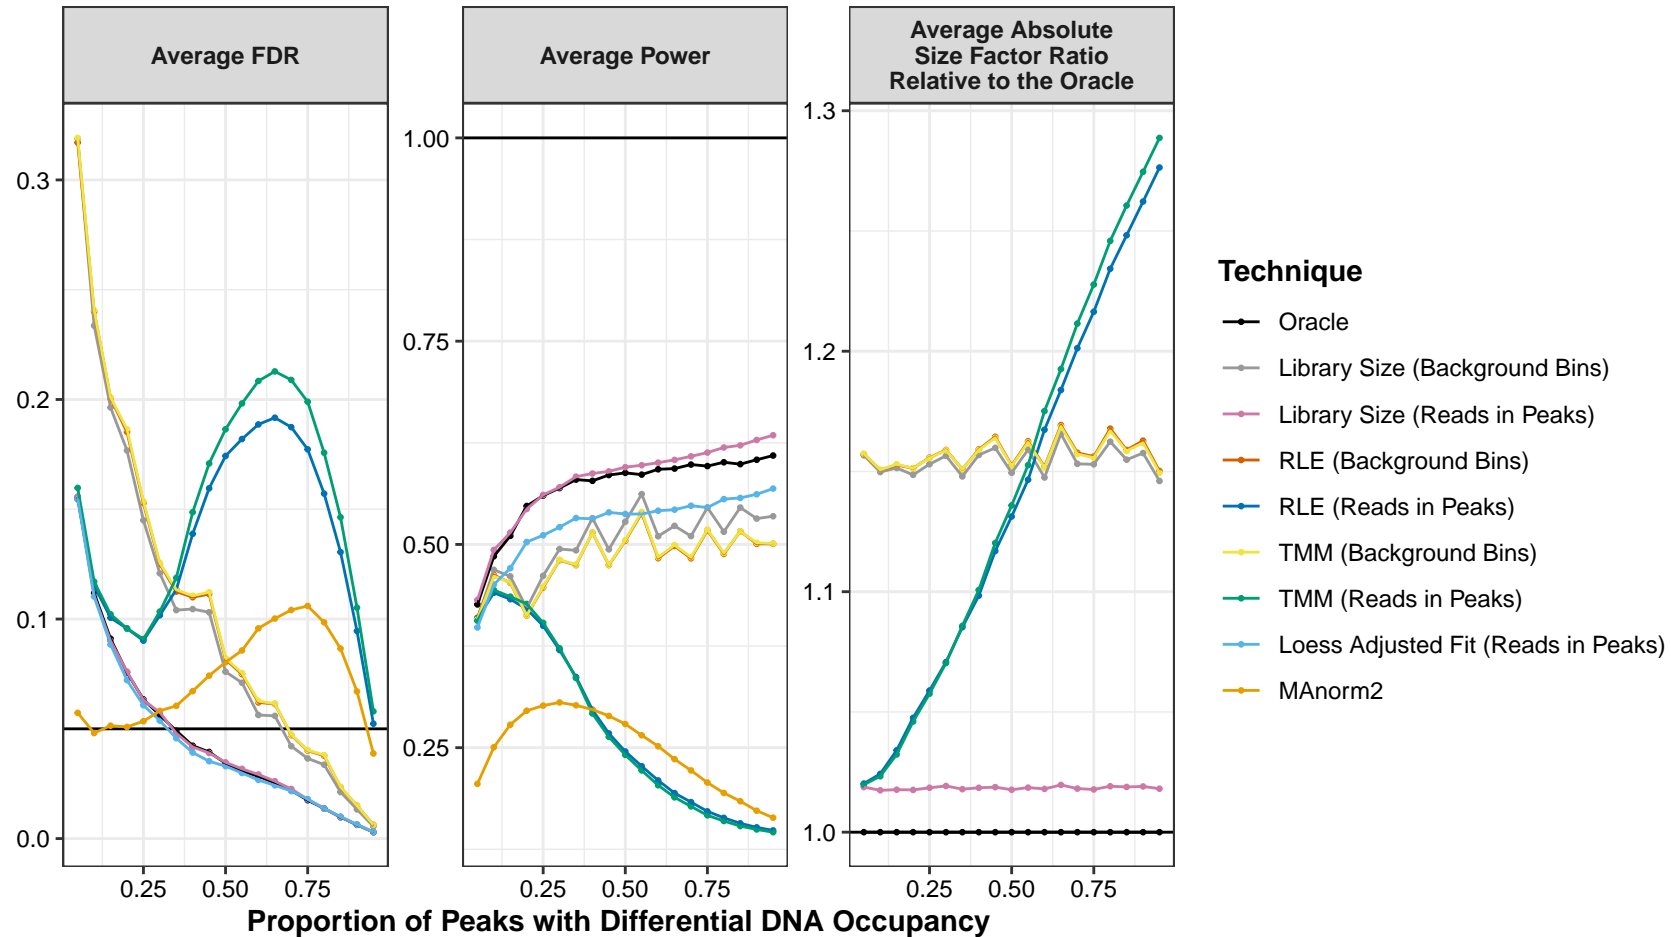 Average FDR
Average Power
Average Absolute
Size Factor Ratio
Relative to the Oracle
0.3
0.2
0.1
0.0
1.00
0.75
0.50
0.25
1.3
1.2
1.1
1.0
0.25 0.50 0.75
0.25 0.50 0.75
0.25 0.50 0.75
Proportion of Peaks with Differential DNA Occupancy
Technique
Oracle
Library Size (Background Bins)
Library Size (Reads in Peaks)
RLE (Background Bins)
RLE (Reads in Peaks)
TMM (Background Bins)
TMM (Reads in Peaks)
Loess Adjusted Fit (Reads in Peaks)
MAnorm2